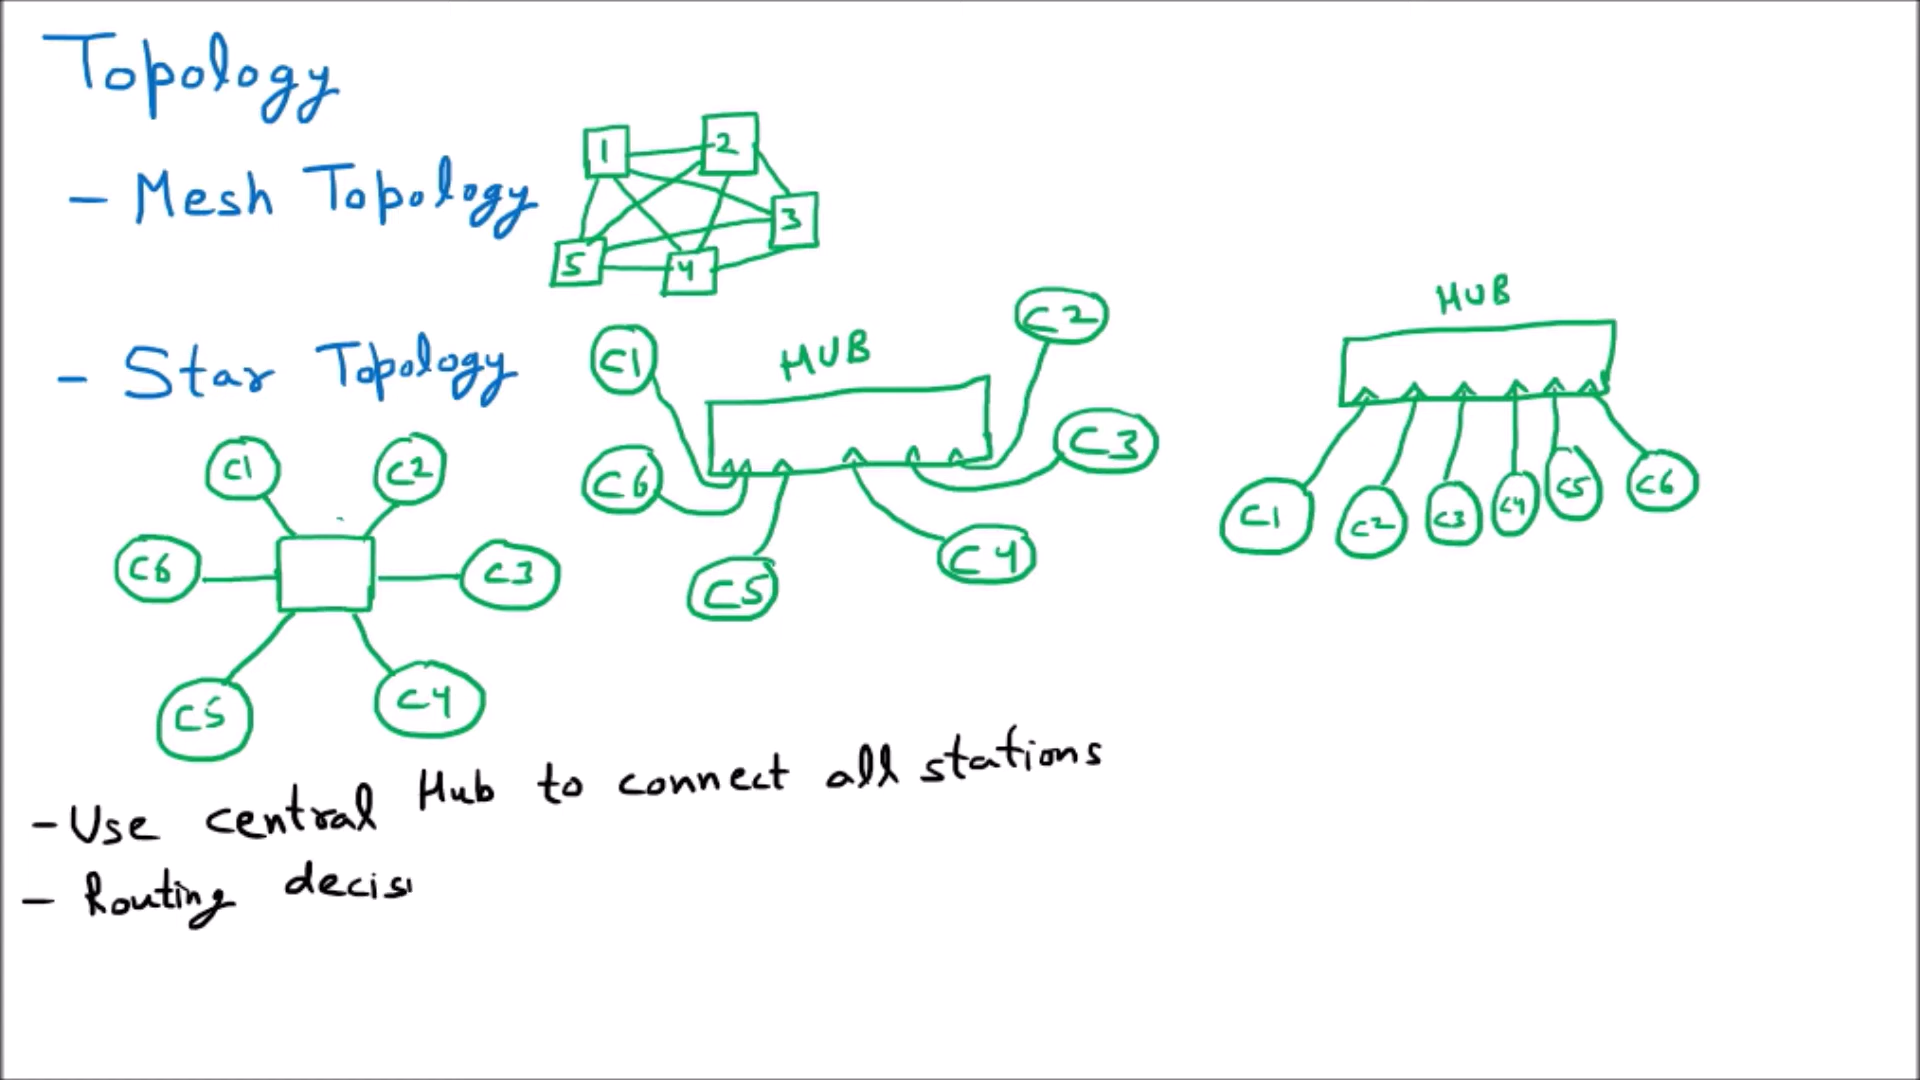 Topology
- Mesh Topology
1 2
3
5 4
- Star Topology
C1 C2
C6 C3
C5 C4
HUB
C1 C2
C6 C3
C5 C4
HUB
C1 C2 C3 C4 C5 C6
- Use central Hub to connect all stations
- Routing decisi